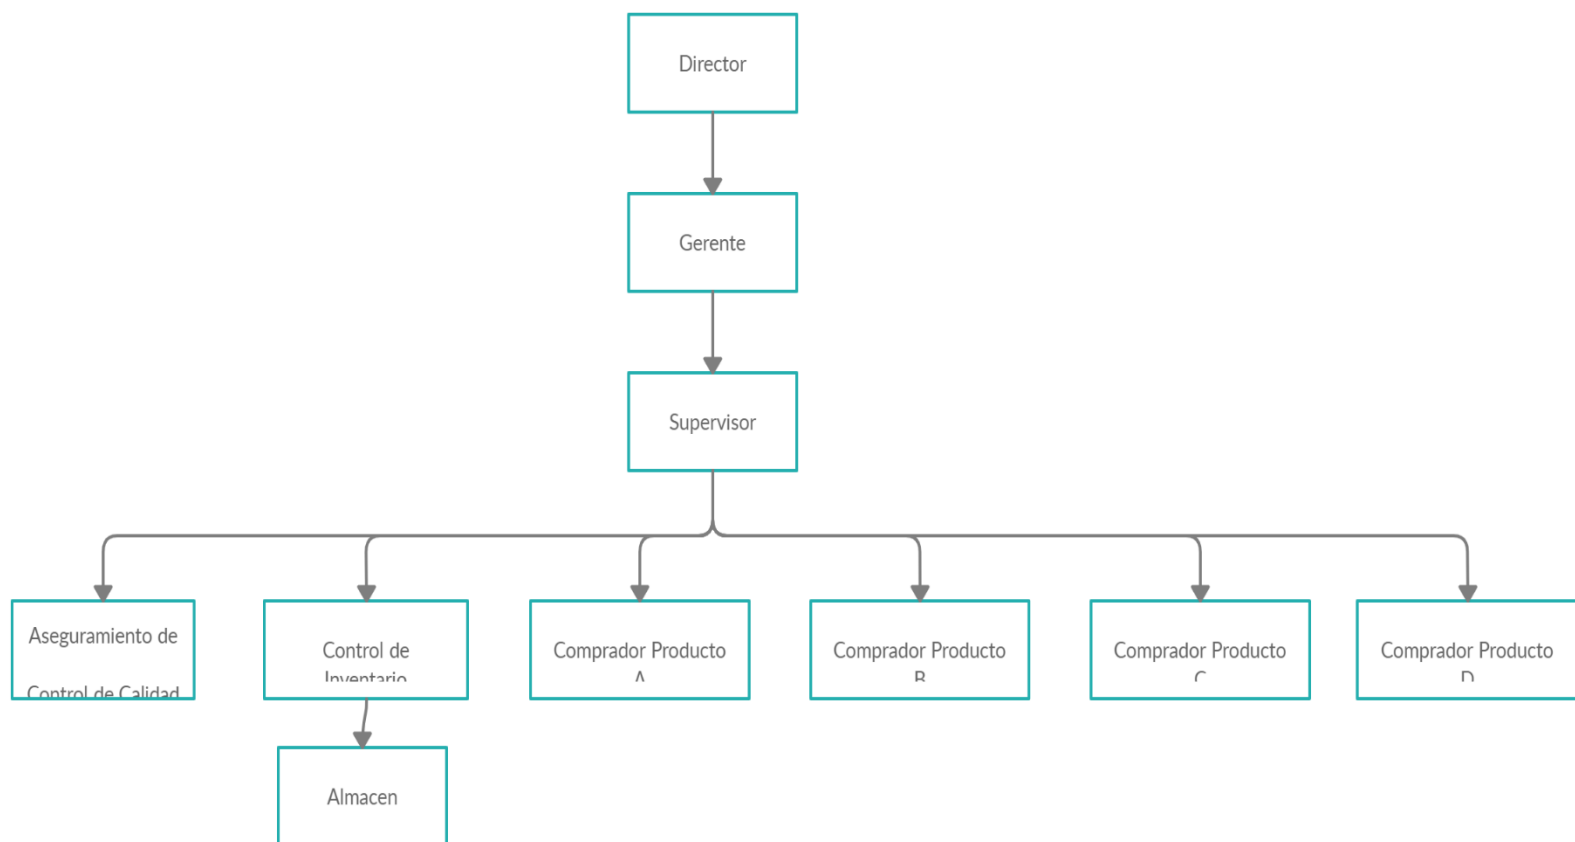 Director
Gerente
Supervisor
Aseguramiento de
Control de Calidad
Control de
Inventario
Comprador Producto
A
Comprador Producto
B
Comprador Producto
C
Comprador Producto
D
Almacen